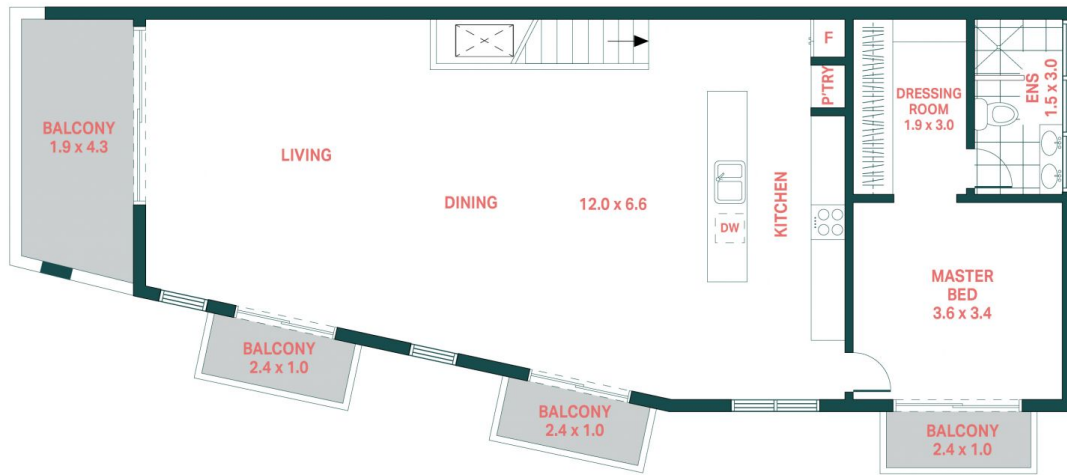 BALCONY
1.9 x 4.3
LIVING
DINING
12.0 x 6.6
F
P'TRY
DW
KITCHEN
DRESSING
ROOM
1.9 x 3.0
ENS
1.5 x 3.0
MASTER
BED
3.6 x 3.4
BALCONY
2.4 x 1.0
BALCONY
2.4 x 1.0
BALCONY
2.4 x 1.0